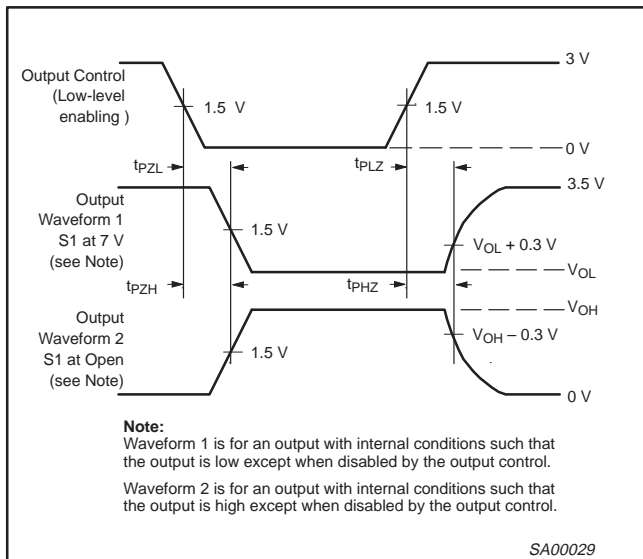 Output Control
(Low-level
enabling )
1.5 V
1.5 V
3 V
0 V
tPZL
tPLZ
Output
Waveform 1
S1 at 7 V
(see Note)
1.5 V
3.5 V
VOL + 0.3 V
VOL
tPZH
tPHZ
Output
Waveform 2
S1 at Open
(see Note)
1.5 V
VOH
VOH – 0.3 V
0 V
Note:
Waveform 1 is for an output with internal conditions such that
the output is low except when disabled by the output control.
Waveform 2 is for an output with internal conditions such that
the output is high except when disabled by the output control.
SA00029